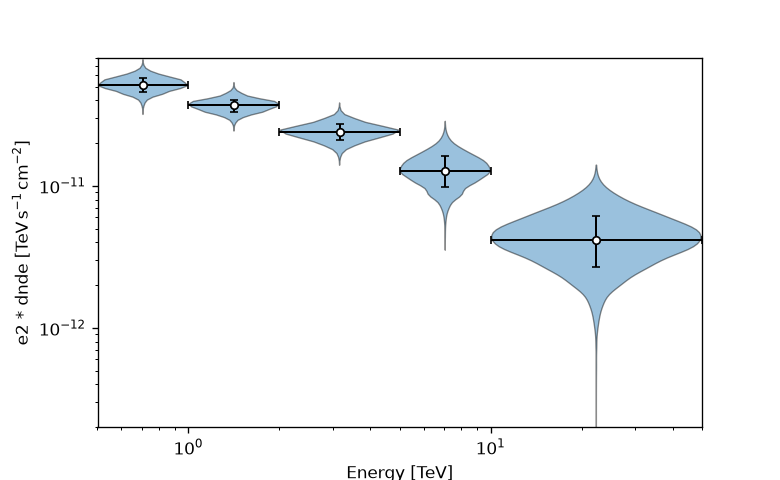 e2 * dnde [TeV s⁻¹ cm⁻²]
10⁻¹¹
10⁻¹²
10⁰ 10¹
Energy [TeV]